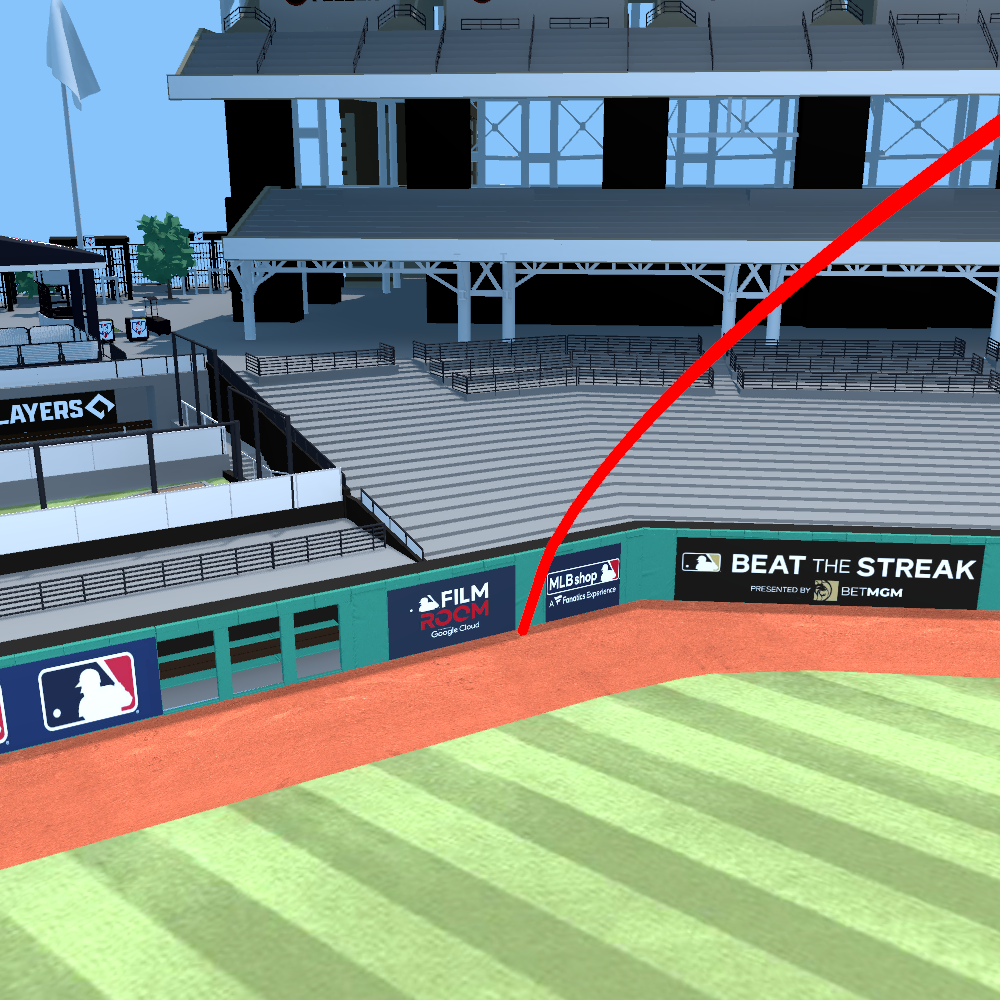 LAYERS
FILM
ROOM
Google Cloud
MLB shop
A Fanatics Experience
BEAT THE STREAK
PRESENTED BY BETMGM